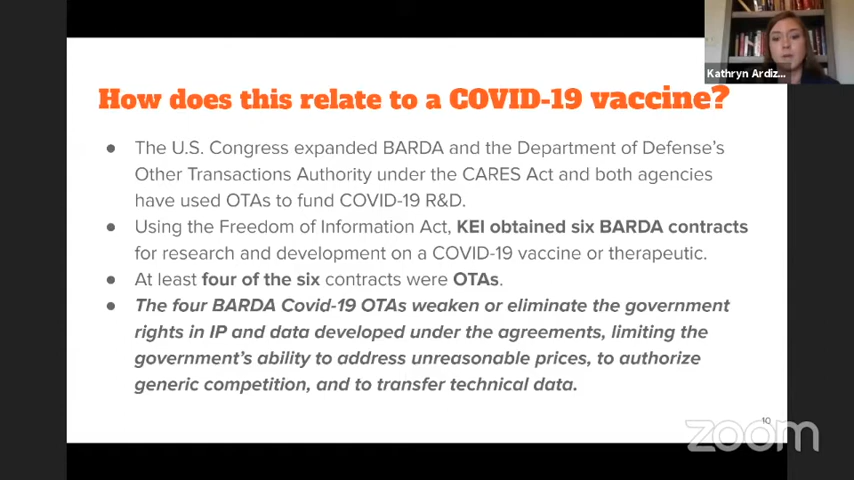 Kathryn Ardiz...
How does this relate to a COVID-19 vaccine?
● The U.S. Congress expanded BARDA and the Department of Defense's
Other Transactions Authority under the CARES Act and both agencies
have used OTAs to fund COVID-19 R&D.
● Using the Freedom of Information Act, KEI obtained six BARDA contracts
for research and development on a COVID-19 vaccine or therapeutic.
● At least four of the six contracts were OTAs.
● The four BARDA Covid-19 OTAs weaken or eliminate the government
rights in IP and data developed under the agreements, limiting the
government's ability to address unreasonable prices, to authorize
generic competition, and to transfer technical data.
10
zoom